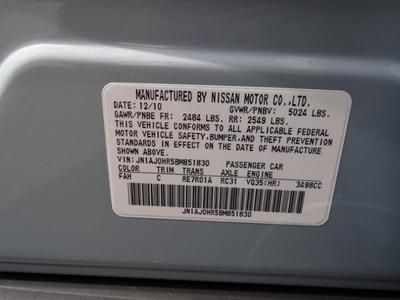 MANUFACTURED BY NISSAN MOTOR CO.,LTD.
DATE: 12/10 GVWR/PNBV: 5024 LBS.
GAWR/PNBE FR: 2484 LBS. RR: 2549 LBS.
THIS VEHICLE CONFORMS TO ALL APPLICABLE FEDERAL
MOTOR VEHICLE SAFETY, BUMPER, AND THEFT PREVENTION
STANDARDS IN EFFECT ON THE DATE OF MANUFACTURE
SHOWN ABOVE.
VIN: JN1AJ0HR5BM851830 PASSENGER CAR
COLOR TRIM TRANS AXLE ENGINE
FAH C RE7R01A RC31 VQ35(HR) 3498CC
JN1AJ0HR5BM851830